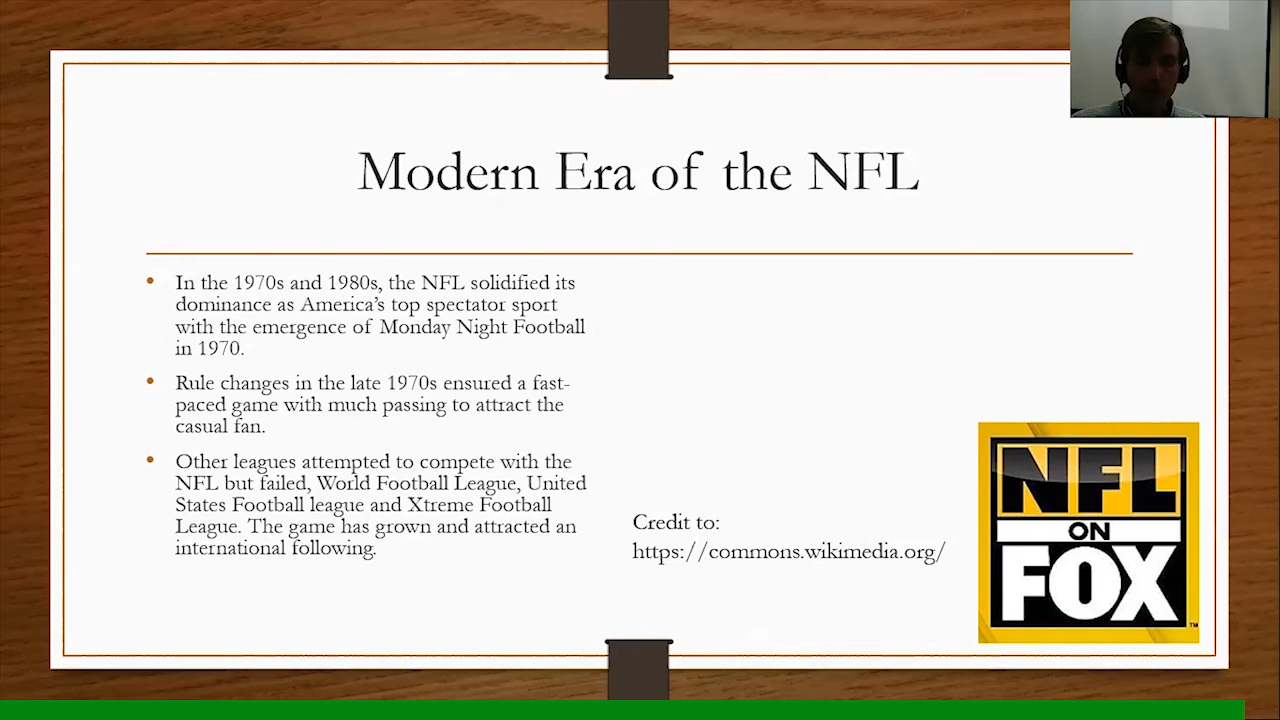 Modern Era of the NFL
• In the 1970s and 1980s, the NFL solidified its
dominance as America's top spectator sport
with the emergence of Monday Night Football
in 1970.
• Rule changes in the late 1970s ensured a fast-
paced game with much passing to attract the
casual fan.
• Other leagues attempted to compete with the
NFL but failed, World Football League, United
States Football league and Xtreme Football
League. The game has grown and attracted an
international following.
Credit to:
https://commons.wikimedia.org/
NFL
ON
FOX
TM